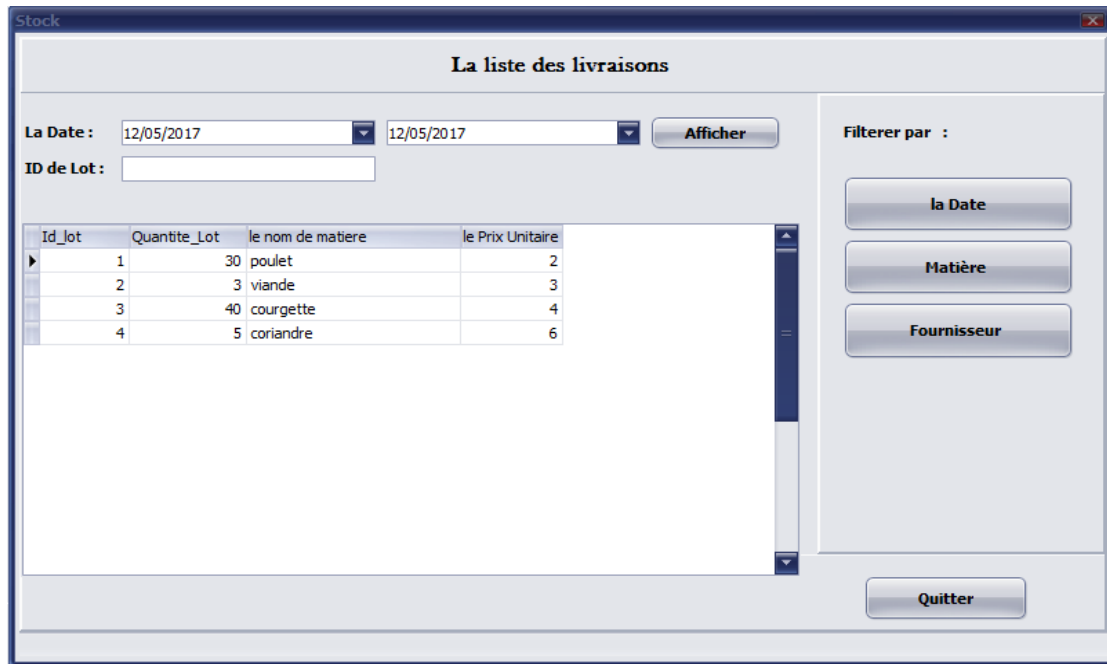 Stock
La liste des livraisons
La Date : 12/05/2017 12/05/2017 Afficher
ID de Lot :
Filterer par :
la Date
Matière
Fournisseur
Id_lot Quantite_Lot le nom de matiere le Prix Unitaire
1 30 poulet 2
2 3 viande 3
3 40 courgette 4
4 5 coriandre 6
Quitter